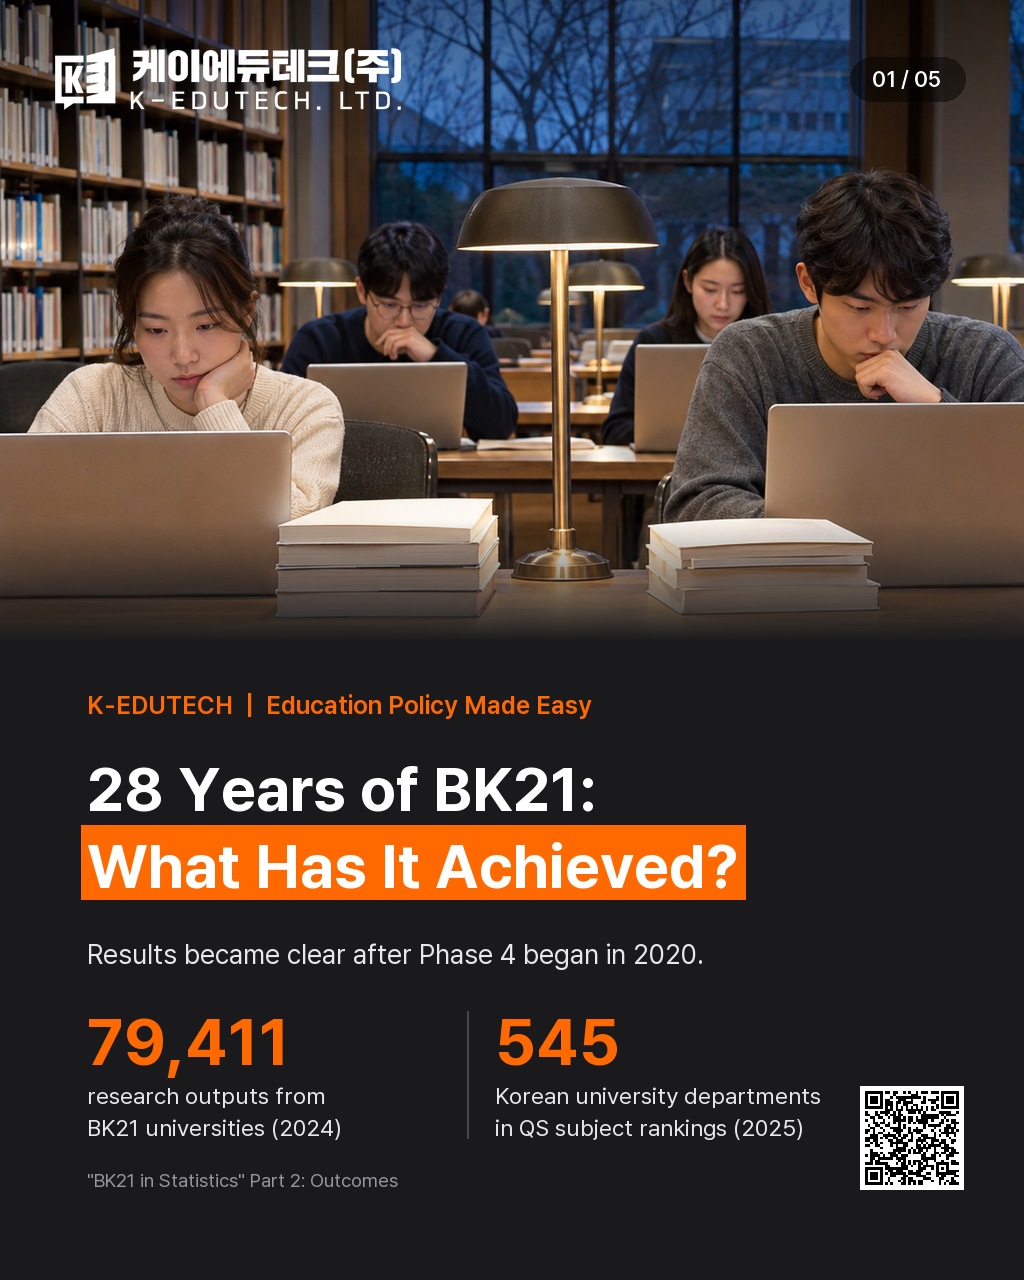 케이에듀테크(주)
K-EDUTECH. LTD.
01 / 05
K-EDUTECH | Education Policy Made Easy
28 Years of BK21:
What Has It Achieved?
Results became clear after Phase 4 began in 2020.
79,411
research outputs from
BK21 universities (2024)
545
Korean university departments
in QS subject rankings (2025)
"BK21 in Statistics" Part 2: Outcomes